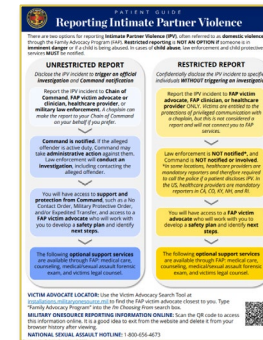 PATIENT GUIDE
Reporting Intimate Partner Violence
There are two options for reporting Intimate Partner Violence (IPV), often referred to as domestic violence,
through the Family Advocacy Program (FAP). Restricted reporting is NOT AN OPTION if someone is in
imminent danger or if a child is being abused. In cases of child abuse, law enforcement and child protective
services MUST be notified.
UNRESTRICTED REPORT
Disclose the IPV incident to trigger an official
investigation and Command notification
Report the IPV incident to Chain of
Command, FAP victim advocate or
clinician, healthcare provider, or
military law enforcement. A chaplain can
make the report to your Chain of Command
on your behalf if you prefer.
Command is notified. If the alleged
offender is active duty, Command may
take administrative action against them.
Law enforcement will conduct an
investigation, including contacting the
alleged offender.
You will have access to support and
protection from Command, such as a No
Contact Order, Military Protective Order,
and/or Expedited Transfer, and access to a
FAP victim advocate who will work with
you to develop a safety plan and identify
next steps.
The following optional support services
are available through FAP: medical care,
counseling, medical/sexual assault forensic
exam, and victims legal counsel.
RESTRICTED REPORT
Confidentially disclose the IPV incident to specified
individuals WITHOUT triggering an investigation
Report the IPV incident to FAP victim
advocate, FAP clinician, or healthcare
provider ONLY. Victims are entitled to the
protections of privileged communication with
a chaplain, but this is not considered a
report and will not connect you to FAP
services.
Law enforcement is NOT notified*, and
Command is NOT notified or involved.
*In some locations, healthcare providers are
mandatory reporters and therefore required
to call the police if a patient discloses IPV. In
the US, healthcare providers are mandatory
reporters in CA, CO, KY, NH, and RI.
You will have access to a FAP victim
advocate who will work with you to
develop a safety plan and identify next
steps.
The following optional support services
are available through FAP: medical care,
counseling, medical/sexual assault forensic
exam, and victims legal counsel.
VICTIM ADVOCATE LOCATOR: Use the Victim Advocate Search Tool at
installations.militaryonesource.mil to find the FAP victim advocate closest to you. Type
"Family Advocacy Program" into the I'm Choosing From search box.
MILITARY ONESOURCE REPORTING INFORMATION ONLINE: Scan the QR code to access
this information online. It is a good idea to exit from the website and delete it from your
browser history after viewing.
NATIONAL SEXUAL ASSAULT HOTLINE: 1-800-656-4673